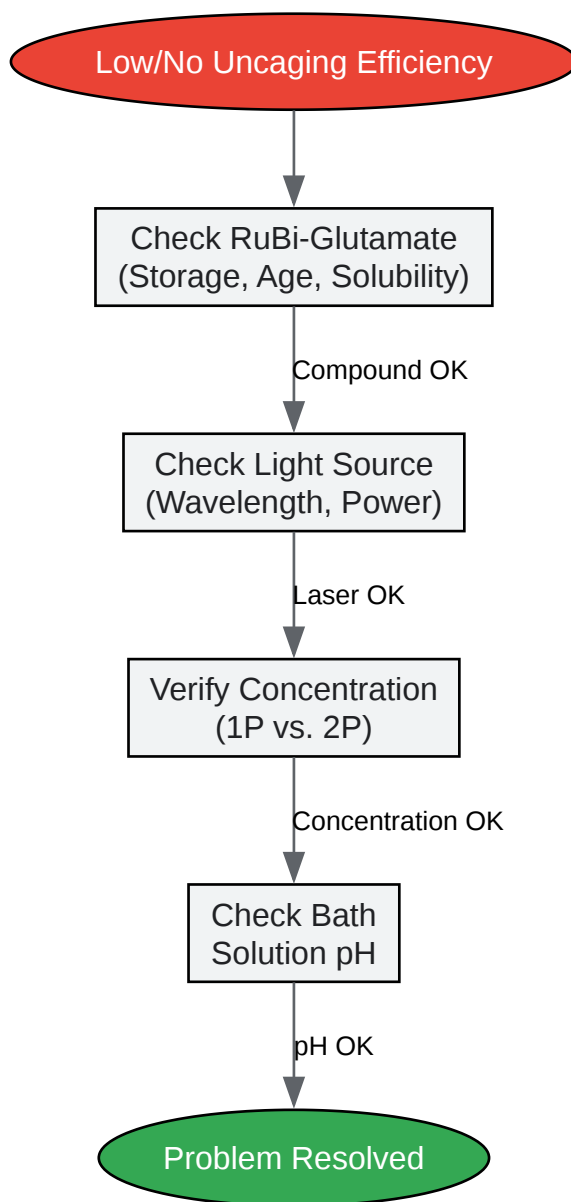 Low/No Uncaging Efficiency
Check RuBi-Glutamate
(Storage, Age, Solubility)
Compound OK
Check Light Source
(Wavelength, Power)
Laser OK
Verify Concentration
(1P vs. 2P)
Concentration OK
Check Bath
Solution pH
pH OK
Problem Resolved